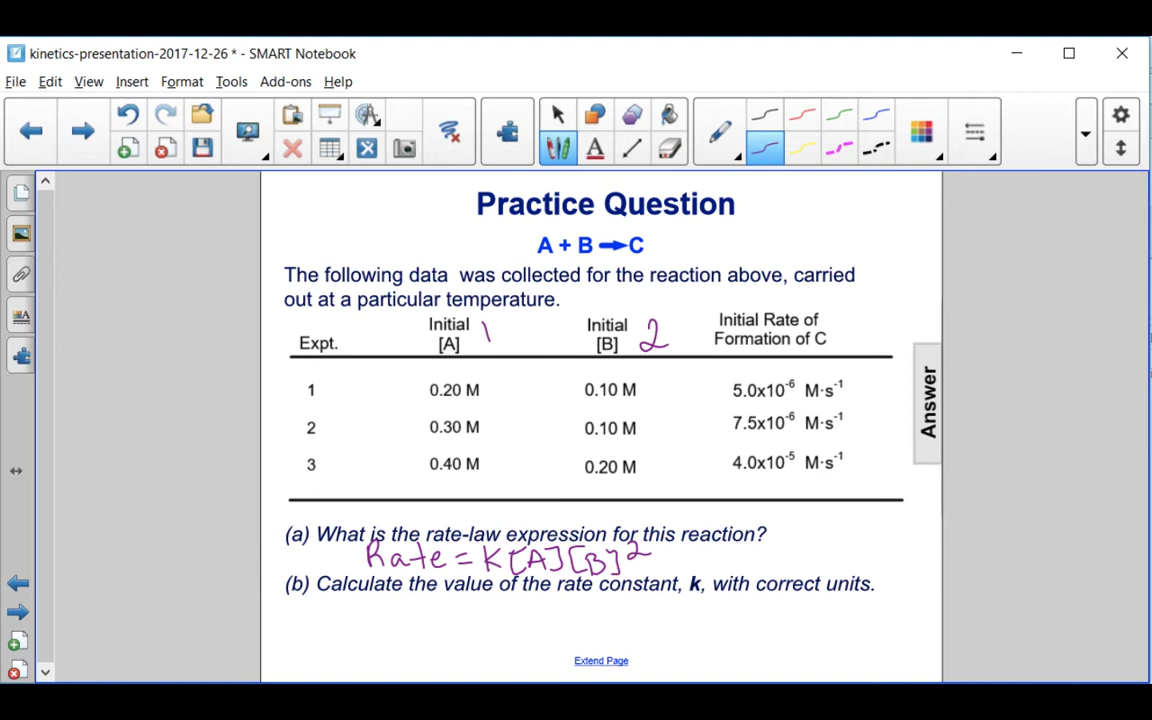 kinetics-presentation-2017-12-26 * - SMART Notebook
File Edit View Insert Format Tools Add-ons Help
Practice Question
A + B → C
The following data was collected for the reaction above, carried
out at a particular temperature.
Expt. Initial [A] 1 Initial [B] 2 Initial Rate of Formation of C
1 0.20 M 0.10 M 5.0x10⁻⁶ M·s⁻¹
2 0.30 M 0.10 M 7.5x10⁻⁶ M·s⁻¹
3 0.40 M 0.20 M 4.0x10⁻⁵ M·s⁻¹
Answer
(a) What is the rate-law expression for this reaction?
Rate = K[A][B]²
(b) Calculate the value of the rate constant, k, with correct units.
Extend Page